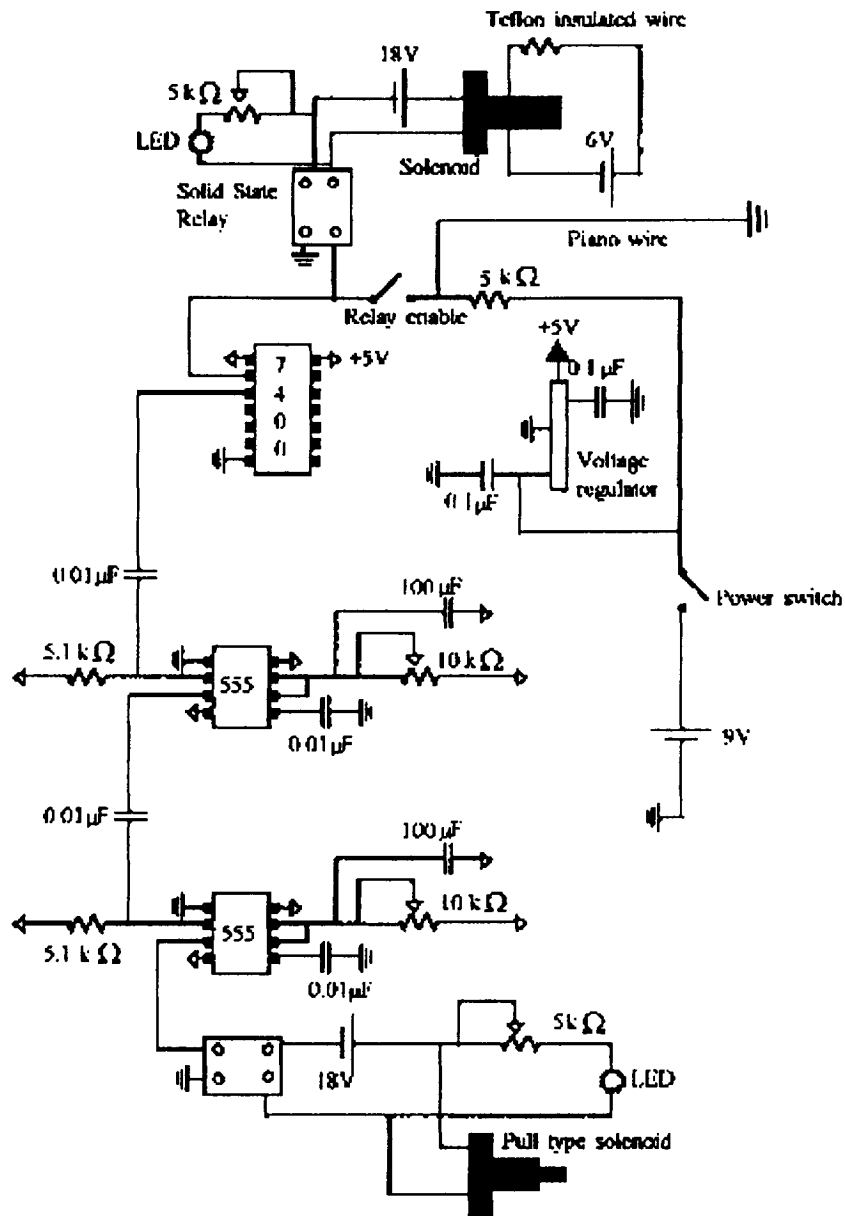 Teflon insulated wire
18V
5 kΩ
LED
6V
Solenoid
Solid State
Relay
Piano wire
5 kΩ
Relay enable
+5V
0.1 µF
7
4
0
0
+5V
Voltage
regulator
0.1 µF
0.01 µF
100 µF
Power switch
5.1 kΩ
10 kΩ
555
0.01 µF
9V
0.01 µF
100 µF
10 kΩ
555
5.1 kΩ
0.01 µF
5 kΩ
18V
LED
Pull type solenoid